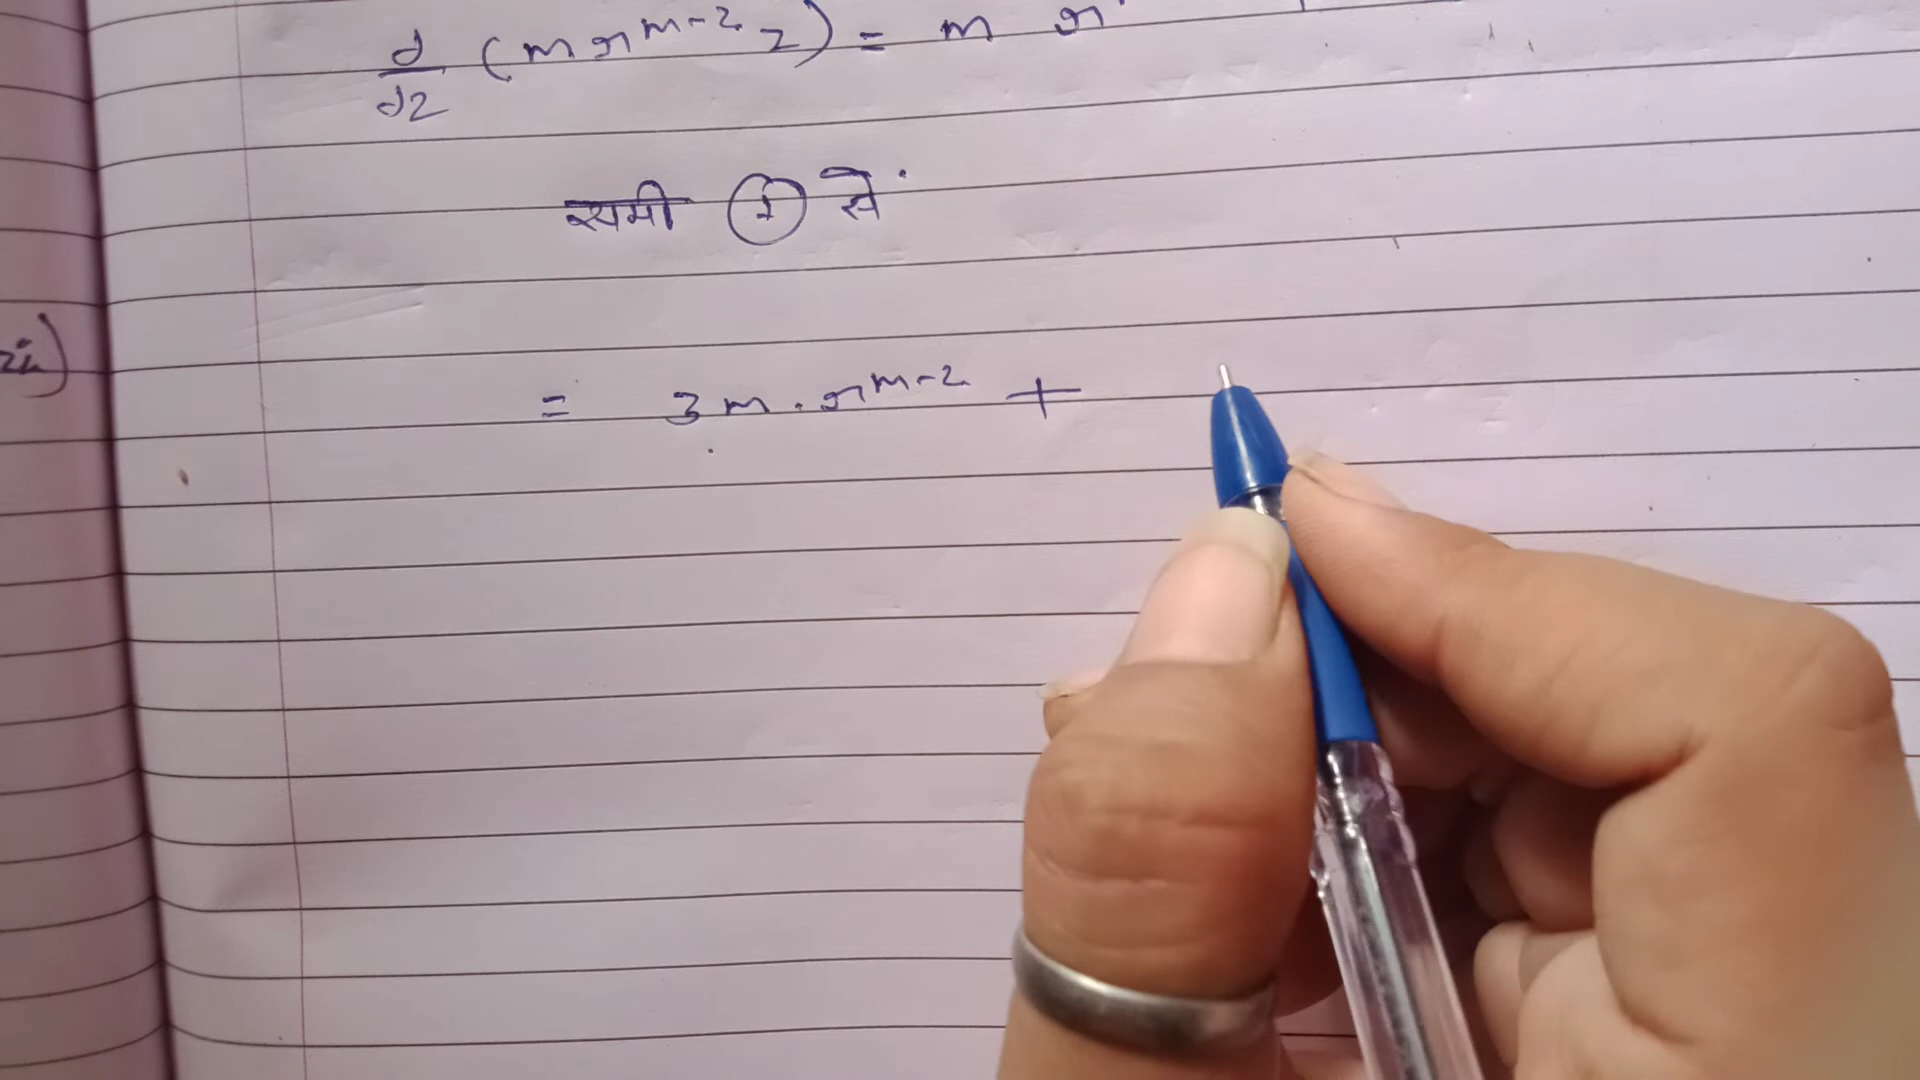 d/dz (m r^{m-2} z) = m r
समी ① से
= 3m . r^{m-2} +